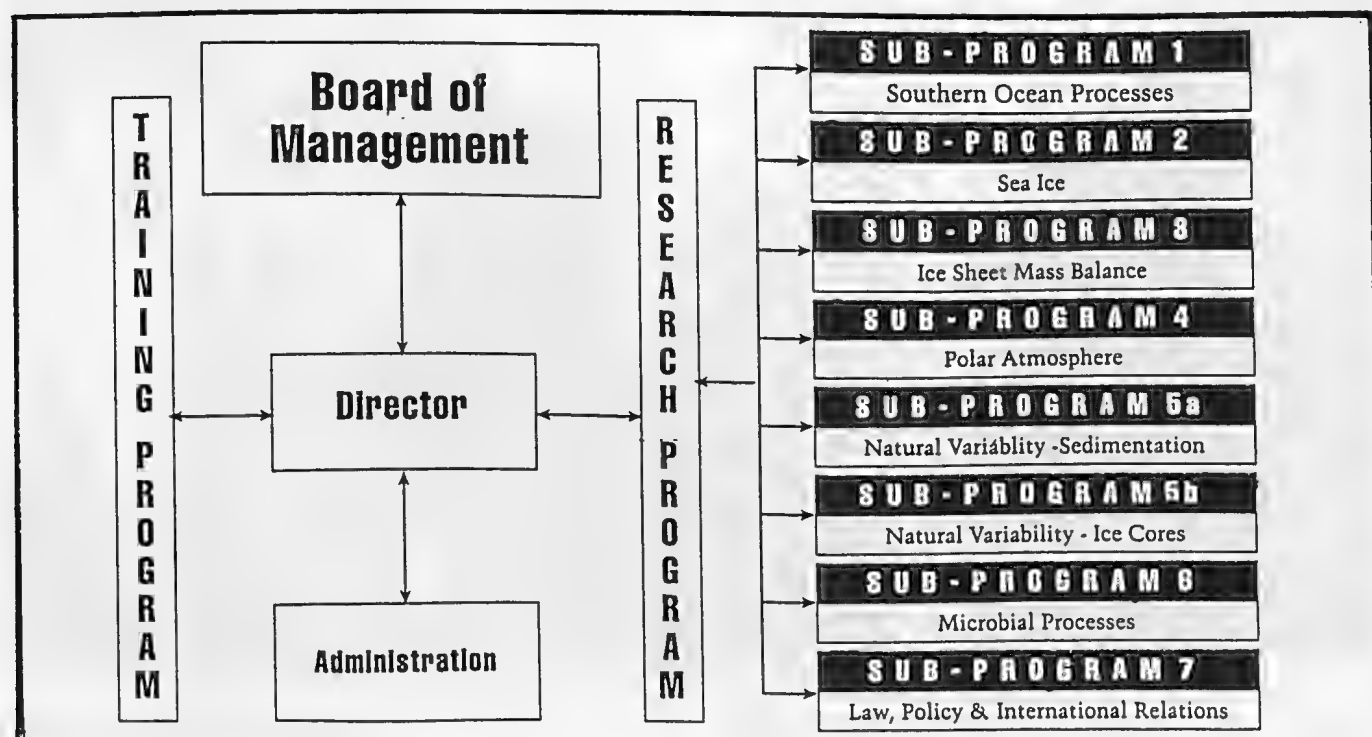 Board of
Management
TRAINING PROGRAM
Director
Administration
RESEARCH PROGRAM
SUB-PROGRAM 1
Southern Ocean Processes
SUB-PROGRAM 2
Sea Ice
SUB-PROGRAM 3
Ice Sheet Mass Balance
SUB-PROGRAM 4
Polar Atmosphere
SUB-PROGRAM 5a
Natural Variablity -Sedimentation
SUB-PROGRAM 5b
Natural Variability - Ice Cores
SUB-PROGRAM 6
Microbial Processes
SUB-PROGRAM 7
Law, Policy & International Relations